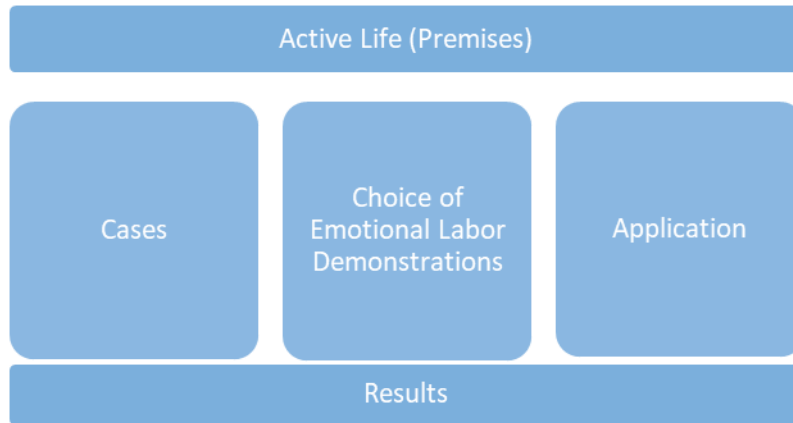 Active Life (Premises)
Cases
Choice of
Emotional Labor
Demonstrations
Application
Results